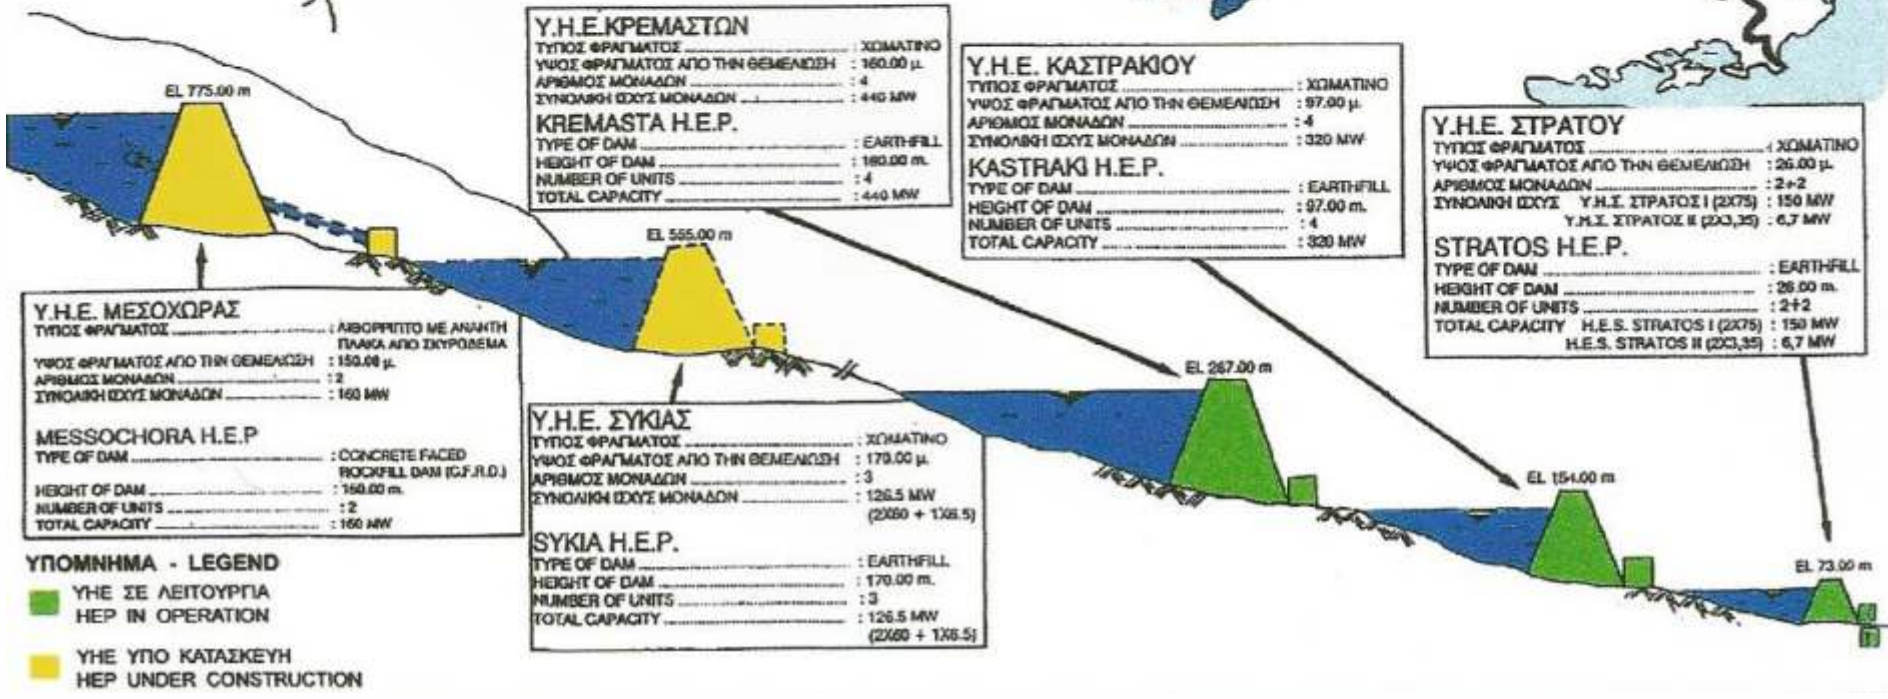 EL 775.00 m
Υ.Η.Ε. ΜΕΣΟΧΩΡΑΣ
ΤΥΠΟΣ ΦΡΑΓΜΑΤΟΣ : ΛΙΘΟΡΡΙΠΤΟ ΜΕ ΑΝΑΝΤΗ
ΠΛΑΚΑ ΑΠΟ ΣΚΥΡΟΔΕΜΑ
ΥΨΟΣ ΦΡΑΓΜΑΤΟΣ ΑΠΟ ΤΗΝ ΘΕΜΕΛΙΩΣΗ : 150.00 μ.
ΑΡΙΘΜΟΣ ΜΟΝΑΔΩΝ : 2
ΣΥΝΟΛΙΚΗ ΙΣΧΥΣ ΜΟΝΑΔΩΝ : 160 MW
MESSOCHORA H.E.P
TYPE OF DAM : CONCRETE FACED
ROCKFILL DAM (C.F.R.D.)
HEIGHT OF DAM : 150.00 m.
NUMBER OF UNITS : 2
TOTAL CAPACITY : 160 MW
EL 555.00 m
Υ.Η.Ε. ΣΥΚΙΑΣ
ΤΥΠΟΣ ΦΡΑΓΜΑΤΟΣ : ΧΩΜΑΤΙΝΟ
ΥΨΟΣ ΦΡΑΓΜΑΤΟΣ ΑΠΟ ΤΗΝ ΘΕΜΕΛΙΩΣΗ : 170.00 μ.
ΑΡΙΘΜΟΣ ΜΟΝΑΔΩΝ : 3
ΣΥΝΟΛΙΚΗ ΙΣΧΥΣ ΜΟΝΑΔΩΝ : 126.5 MW
(2X60 + 1X6.5)
SYKIA H.E.P.
TYPE OF DAM : EARTHFILL
HEIGHT OF DAM : 170.00 m.
NUMBER OF UNITS : 3
TOTAL CAPACITY : 126.5 MW
(2X60 + 1X6.5)
Υ.Η.Ε.ΚΡΕΜΑΣΤΩΝ
ΤΥΠΟΣ ΦΡΑΓΜΑΤΟΣ : ΧΩΜΑΤΙΝΟ
ΥΨΟΣ ΦΡΑΓΜΑΤΟΣ ΑΠΟ ΤΗΝ ΘΕΜΕΛΙΩΣΗ : 160.00 μ.
ΑΡΙΘΜΟΣ ΜΟΝΑΔΩΝ : 4
ΣΥΝΟΛΙΚΗ ΙΣΧΥΣ ΜΟΝΑΔΩΝ : 440 MW
KREMASTA H.E.P.
TYPE OF DAM : EARTHFILL
HEIGHT OF DAM : 160.00 m.
NUMBER OF UNITS : 4
TOTAL CAPACITY : 440 MW
EL 287.00 m
Υ.Η.Ε. ΚΑΣΤΡΑΚΙΟΥ
ΤΥΠΟΣ ΦΡΑΓΜΑΤΟΣ : ΧΩΜΑΤΙΝΟ
ΥΨΟΣ ΦΡΑΓΜΑΤΟΣ ΑΠΟ ΤΗΝ ΘΕΜΕΛΙΩΣΗ : 97.00 μ.
ΑΡΙΘΜΟΣ ΜΟΝΑΔΩΝ : 4
ΣΥΝΟΛΙΚΗ ΙΣΧΥΣ ΜΟΝΑΔΩΝ : 320 MW
KASTRAKI H.E.P.
TYPE OF DAM : EARTHFILL
HEIGHT OF DAM : 97.00 m.
NUMBER OF UNITS : 4
TOTAL CAPACITY : 320 MW
EL 154.00 m
Υ.Η.Ε. ΣΤΡΑΤΟΥ
ΤΥΠΟΣ ΦΡΑΓΜΑΤΟΣ : ΧΩΜΑΤΙΝΟ
ΥΨΟΣ ΦΡΑΓΜΑΤΟΣ ΑΠΟ ΤΗΝ ΘΕΜΕΛΙΩΣΗ : 26.00 μ.
ΑΡΙΘΜΟΣ ΜΟΝΑΔΩΝ : 2+2
ΣΥΝΟΛΙΚΗ ΙΣΧΥΣ Υ.Η.Σ. ΣΤΡΑΤΟΣ Ι (2X75) : 150 MW
Υ.Η.Σ. ΣΤΡΑΤΟΣ ΙΙ (2X3,35) : 6,7 MW
STRATOS H.E.P.
TYPE OF DAM : EARTHFILL
HEIGHT OF DAM : 26.00 m.
NUMBER OF UNITS : 2+2
TOTAL CAPACITY H.E.S. STRATOS I (2X75) : 150 MW
H.E.S. STRATOS II (2X3,35) : 6,7 MW
EL 73.00 m
ΥΠΟΜΝΗΜΑ - LEGEND
ΥΗΕ ΣΕ ΛΕΙΤΟΥΡΓΙΑ
HEP IN OPERATION
ΥΗΕ ΥΠΟ ΚΑΤΑΣΚΕΥΗ
HEP UNDER CONSTRUCTION